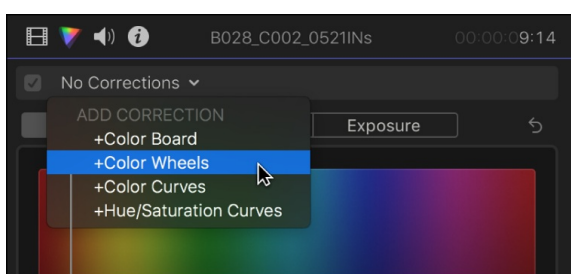 B028_C002_0521INs 00:00:09:14
No Corrections
ADD CORRECTION
+Color Board
Exposure
+Color Wheels
+Color Curves
+Hue/Saturation Curves